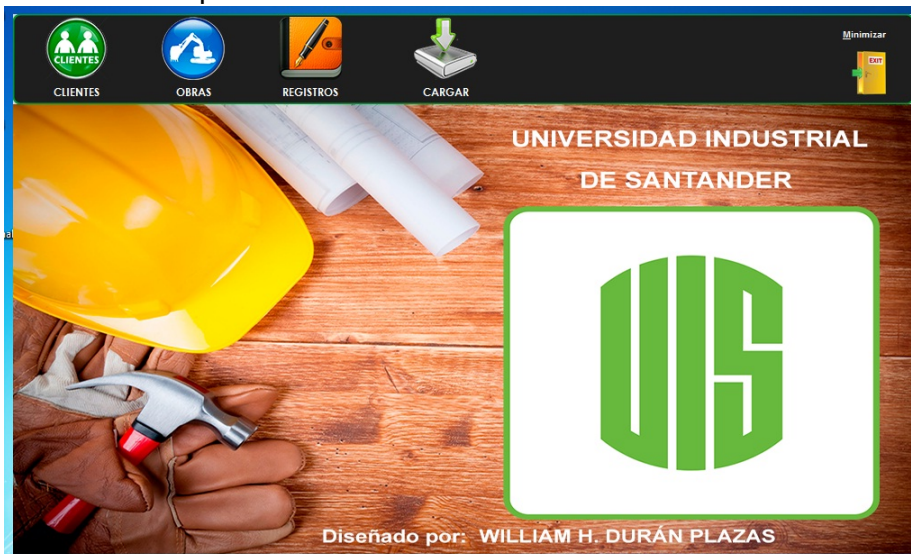 Minimizar
CLIENTES
EXIT
CLIENTES
OBRAS
REGISTROS
CARGAR
UNIVERSIDAD INDUSTRIAL
DE SANTANDER
UIS
Diseñado por: WILLIAM H. DURÁN PLAZAS